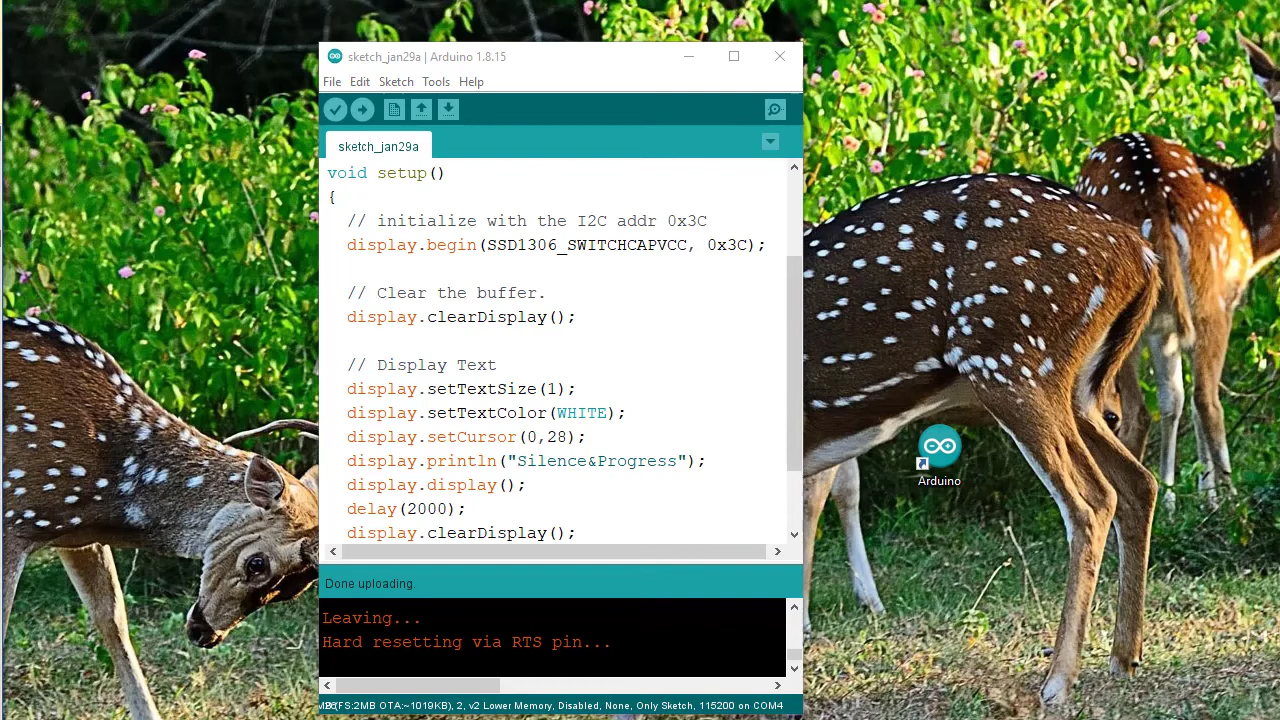 sketch_jan29a | Arduino 1.8.15
File Edit Sketch Tools Help
sketch_jan29a
void setup()
{
// initialize with the I2C addr 0x3C
display.begin(SSD1306_SWITCHCAPVCC, 0x3C);
// Clear the buffer.
display.clearDisplay();
// Display Text
display.setTextSize(1);
display.setTextColor(WHITE);
display.setCursor(0,28);
display.println("Silence&Progress");
display.display();
delay(2000);
display.clearDisplay();
Arduino
Done uploading.
Leaving...
Hard resetting via RTS pin...
(FS:2MB OTA:~1019KB), 2, v2 Lower Memory, Disabled, None, Only Sketch, 115200 on COM4